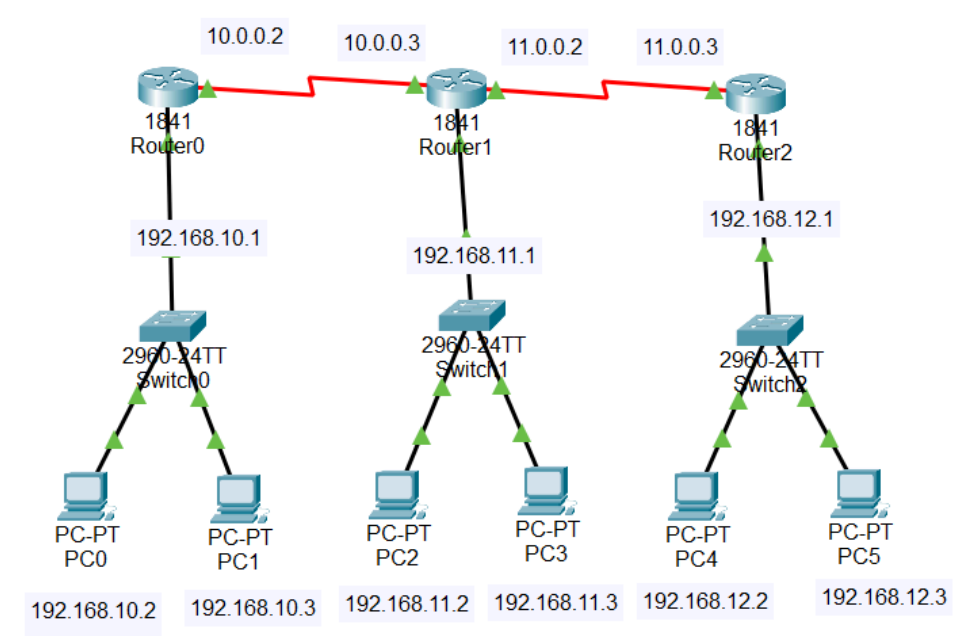 10.0.0.2
10.0.0.3
11.0.0.2
11.0.0.3
1841
Router0
1841
Router1
1841
Router2
192.168.10.1
192.168.11.1
192.168.12.1
2960-24TT
Switch0
2960-24TT
Switch1
2960-24TT
Switch2
PC-PT
PC0
PC-PT
PC1
PC-PT
PC2
PC-PT
PC3
PC-PT
PC4
PC-PT
PC5
192.168.10.2
192.168.10.3
192.168.11.2
192.168.11.3
192.168.12.2
192.168.12.3